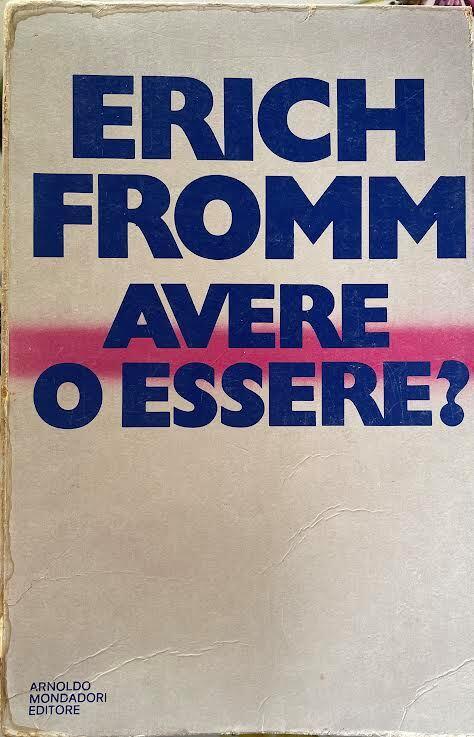 ERICH
FROMM
AVERE
O ESSERE?
ARNOLDO
MONDADORI
EDITORE